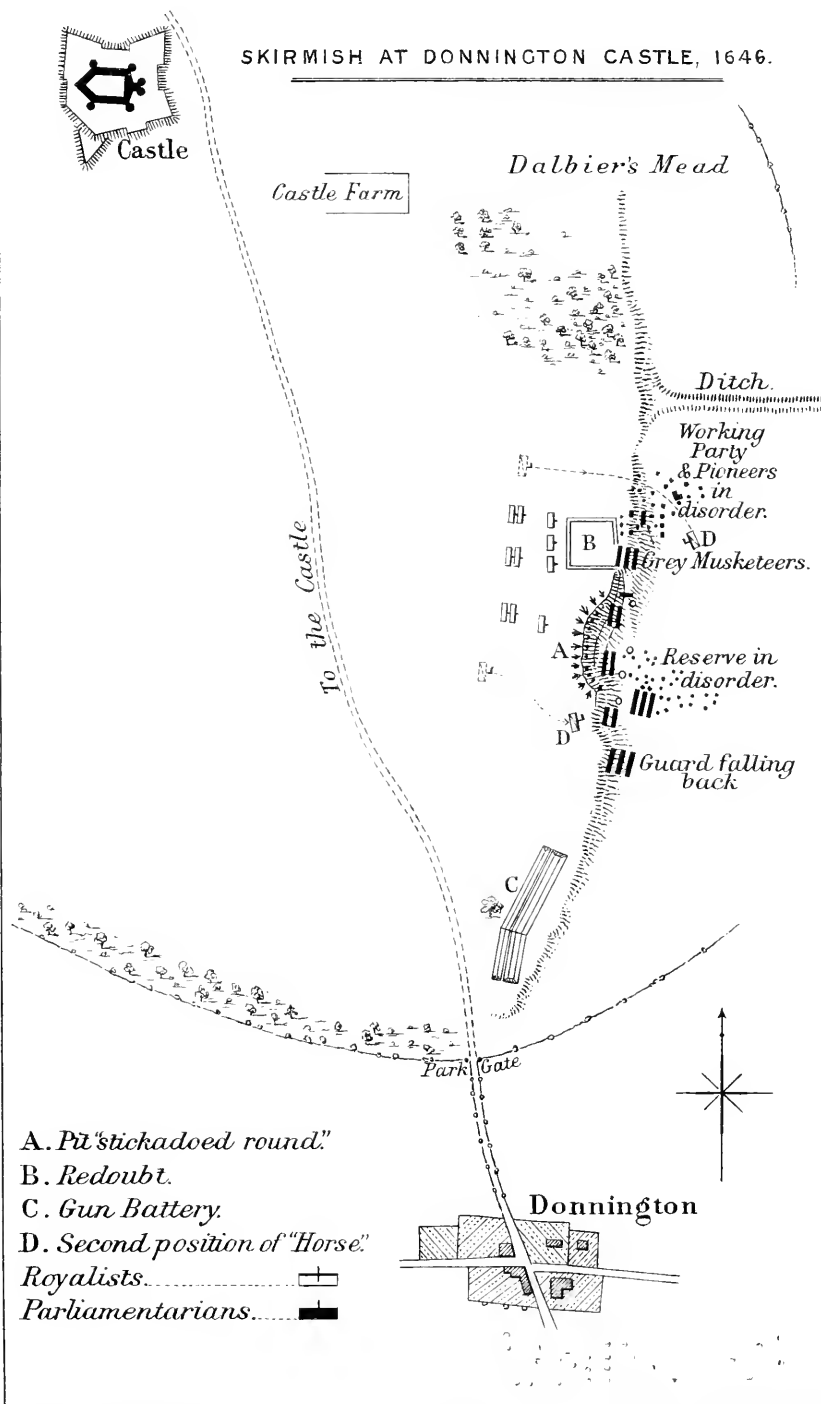 SKIRMISH AT DONNINGTON CASTLE, 1646.
Castle
Castle Farm
Dalbier's Mead
Ditch.
Working
Party
& Pioneers
in
disorder.
D
B
Grey Musketeers.
To the Castle
A
Reserve in
disorder.
D
Guard falling
back
C
Park Gate
A. Pit "stickadoed round."
B. Redoubt.
C. Gun Battery.
D. Second position of "Horse."
Royalists
Parliamentarians
Donnington